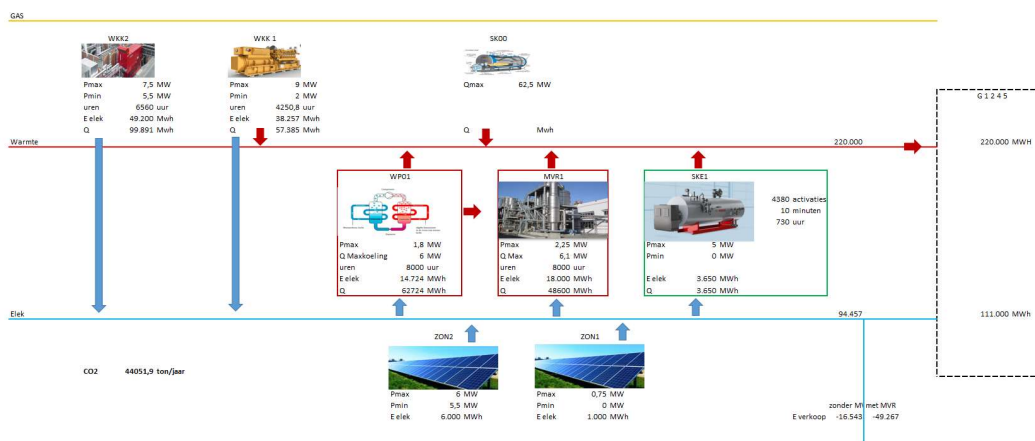 GAS
WKK2
WKK 1
SK00
Pmax 7,5 MW
Pmin 5,5 MW
uren 6560 uur
E elek 49.200 Mwh
Q 99.891 Mwh
Pmax 9 MW
Pmin 2 MW
uren 4250,8 uur
E elek 38.257 Mwh
Q 57.385 Mwh
Qmax 62,5 MW
Q Mwh
G 1 2 4 5
Warmte 220.000 220.000 MWH
WP01
MVR1
SKE1
4380 activaties
10 minuten
730 uur
Pmax 1,8 MW
Q Maxkoeling 6 MW
uren 8000 uur
E elek 14.724 MWh
Q 62724 MWh
Pmax 2,25 MW
Q Max 6,1 MW
uren 8000 uur
E elek 18.000 MWh
Q 48600 MWh
Pmax 5 MW
Pmin 0 MW
E elek 3.650 MWh
Q 3.650 MWh
Elek 94.457 111.000 MWh
ZON2
ZON1
CO2 44051,9 ton/jaar
Pmax 6 MW
Pmin 5,5 MW
E elek 6.000 MWh
Pmax 0,75 MW
Pmin 0 MW
E elek 1.000 MWh
zonder MV met MVR
E verkoop -16.543 -49.267